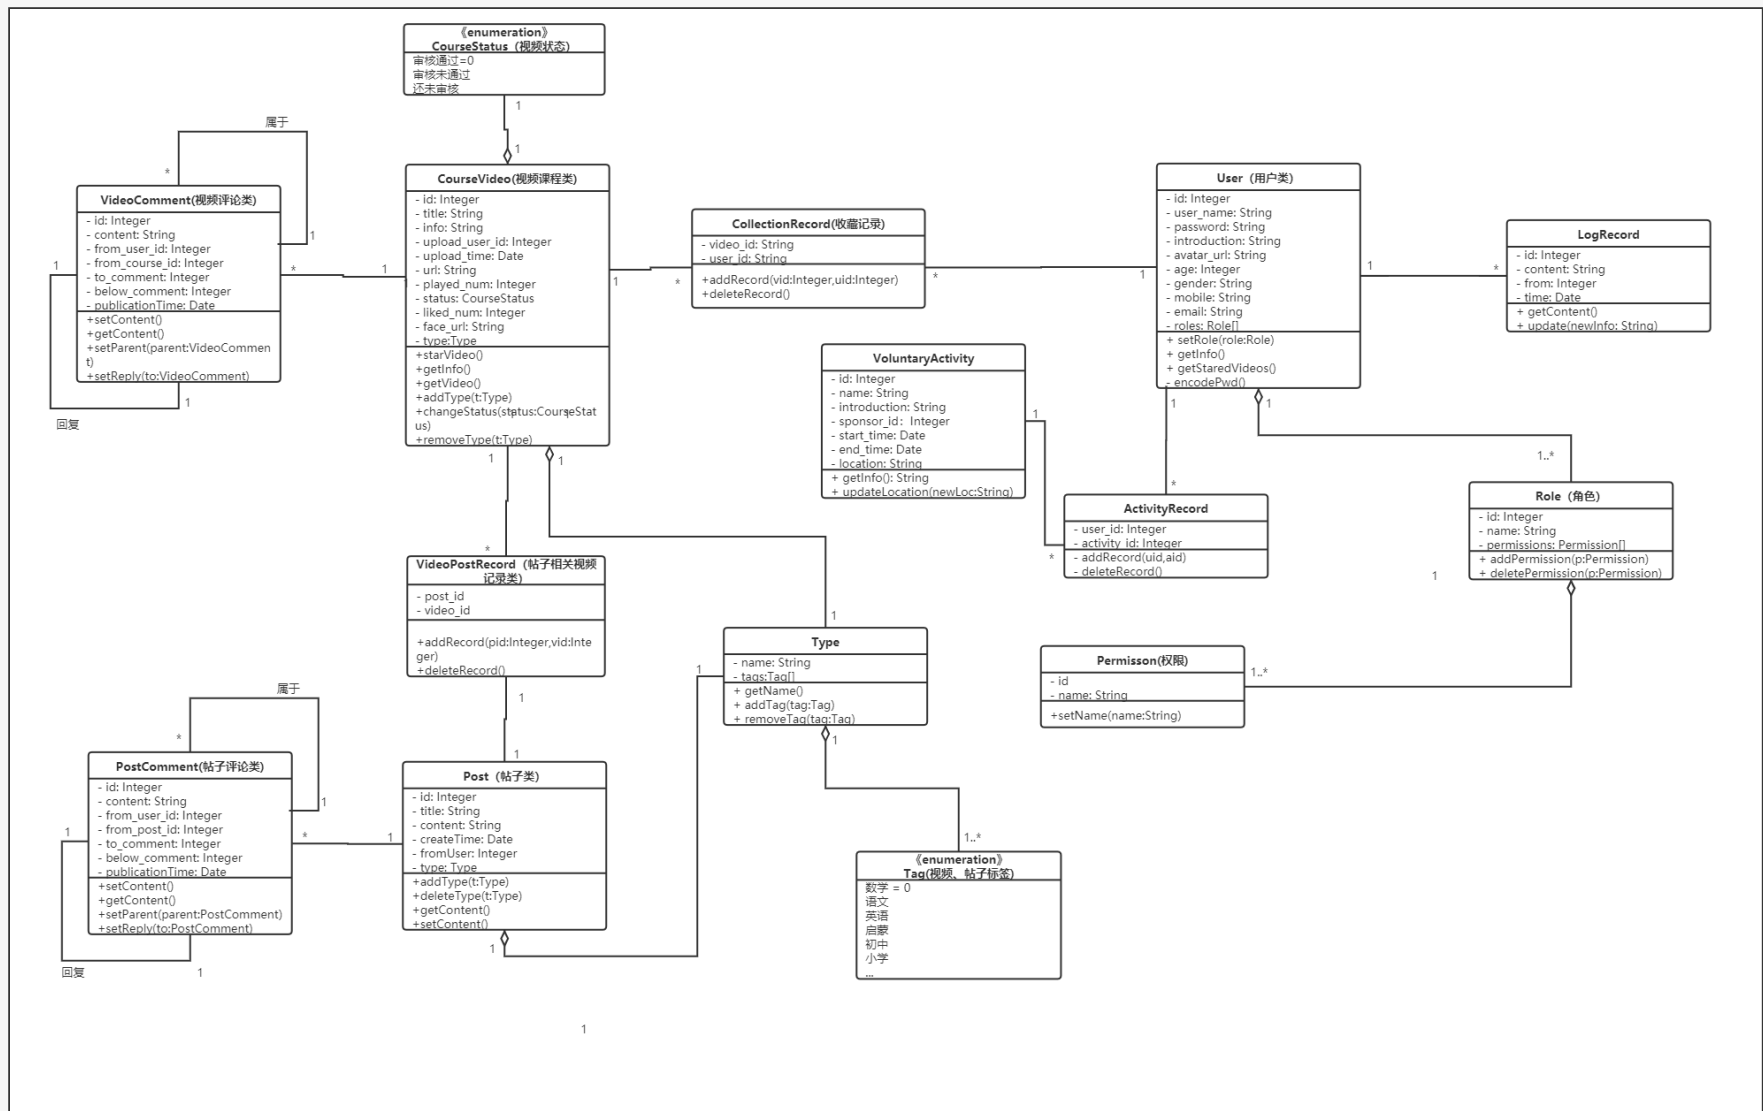 《enumeration》
CourseStatus（视频状态）
审核通过=0
审核未通过
还未审核
1
1
属于
*
1
VideoComment(视频评论类)
- id: Integer
- content: String
- from_user_id: Integer
- from_course_id: Integer
- to_comment: Integer
- below_comment: Integer
- publicationTime: Date
+setContent()
+getContent()
+setParent(parent:VideoCommen
t)
+setReply(to:VideoComment)
1
1
回复
*
1
1
CourseVideo(视频课程类)
- id: Integer
- title: String
- info: String
- upload_user_id: Integer
- upload_time: Date
- url: String
- played_num: Integer
- status: CourseStatus
- liked_num: Integer
- face_url: String
- type:Type
+starVideo()
+getInfo()
+getVideo()
+addType(t:Type)
+changeStatus(status:CourseStat
us)
+removeType(t:Type)
1
*
CollectionRecord(收藏记录)
- video_id: String
- user_id: String
+addRecord(vid:Integer,uid:Integer)
+deleteRecord()
*
1
User（用户类）
- id: Integer
- user_name: String
- password: String
- introduction: String
- avatar_url: String
- age: Integer
- gender: String
- mobile: String
- email: String
- roles: Role[]
+ setRole(role:Role)
+ getInfo()
+ getStaredVideos()
- encodePwd()
1
*
LogRecord
- id: Integer
- content: String
- from: Integer
- time: Date
+ getContent()
+ update(newInfo: String)
VoluntaryActivity
- id: Integer
- name: String
- introduction: String
- sponsor_id：Integer
- start_time: Date
- end_time: Date
- location: String
+ getInfo(): String
+ updateLocation(newLoc:String)
1
*
1
*
ActivityRecord
- user_id: Integer
- activity_id: Integer
- addRecord(uid,aid)
- deleteRecord()
1
1..*
Role（角色）
- id: Integer
- name: String
- permissions: Permission[]
+ addPermission(p:Permission)
+ deletePermission(p:Permission)
1
1..*
Permisson(权限)
- id
- name: String
+setName(name:String)
1
1
*
VideoPostRecord（帖子相关视频
记录类）
- post_id
- video_id
+addRecord(pid:Integer,vid:Inte
ger)
+deleteRecord()
1
1
1
1
Type
- name: String
- tags:Tag[]
+ getName()
+ addTag(tag:Tag)
+ removeTag(tag:Tag)
1
1..*
《enumeration》
Tag(视频、帖子标签)
数学 = 0
语文
英语
启蒙
初中
小学
...
属于
*
1
PostComment(帖子评论类)
- id: Integer
- content: String
- from_user_id: Integer
- from_post_id: Integer
- to_comment: Integer
- below_comment: Integer
- publicationTime: Date
+setContent()
+getContent()
+setParent(parent:PostComment)
+setReply(to:PostComment)
1
回复
1
*
1
Post（帖子类）
- id: Integer
- title: String
- content: String
- createTime: Date
- fromUser: Integer
- type: Type
+addType(t:Type)
+deleteType(t:Type)
+getContent()
+setContent()
1
1